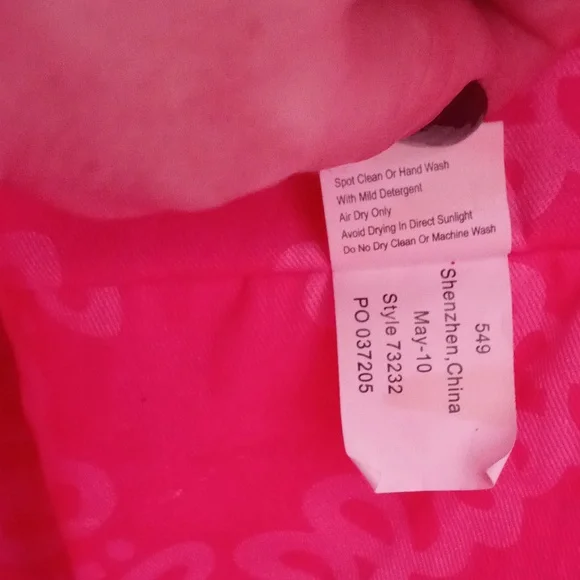 Spot Clean Or Hand Wash
With Mild Detergent
Air Dry Only
Avoid Drying In Direct Sunlight
Do No Dry Clean Or Machine Wash
549
*Shenzhen,China
May-10
Style 73232
PO 037205